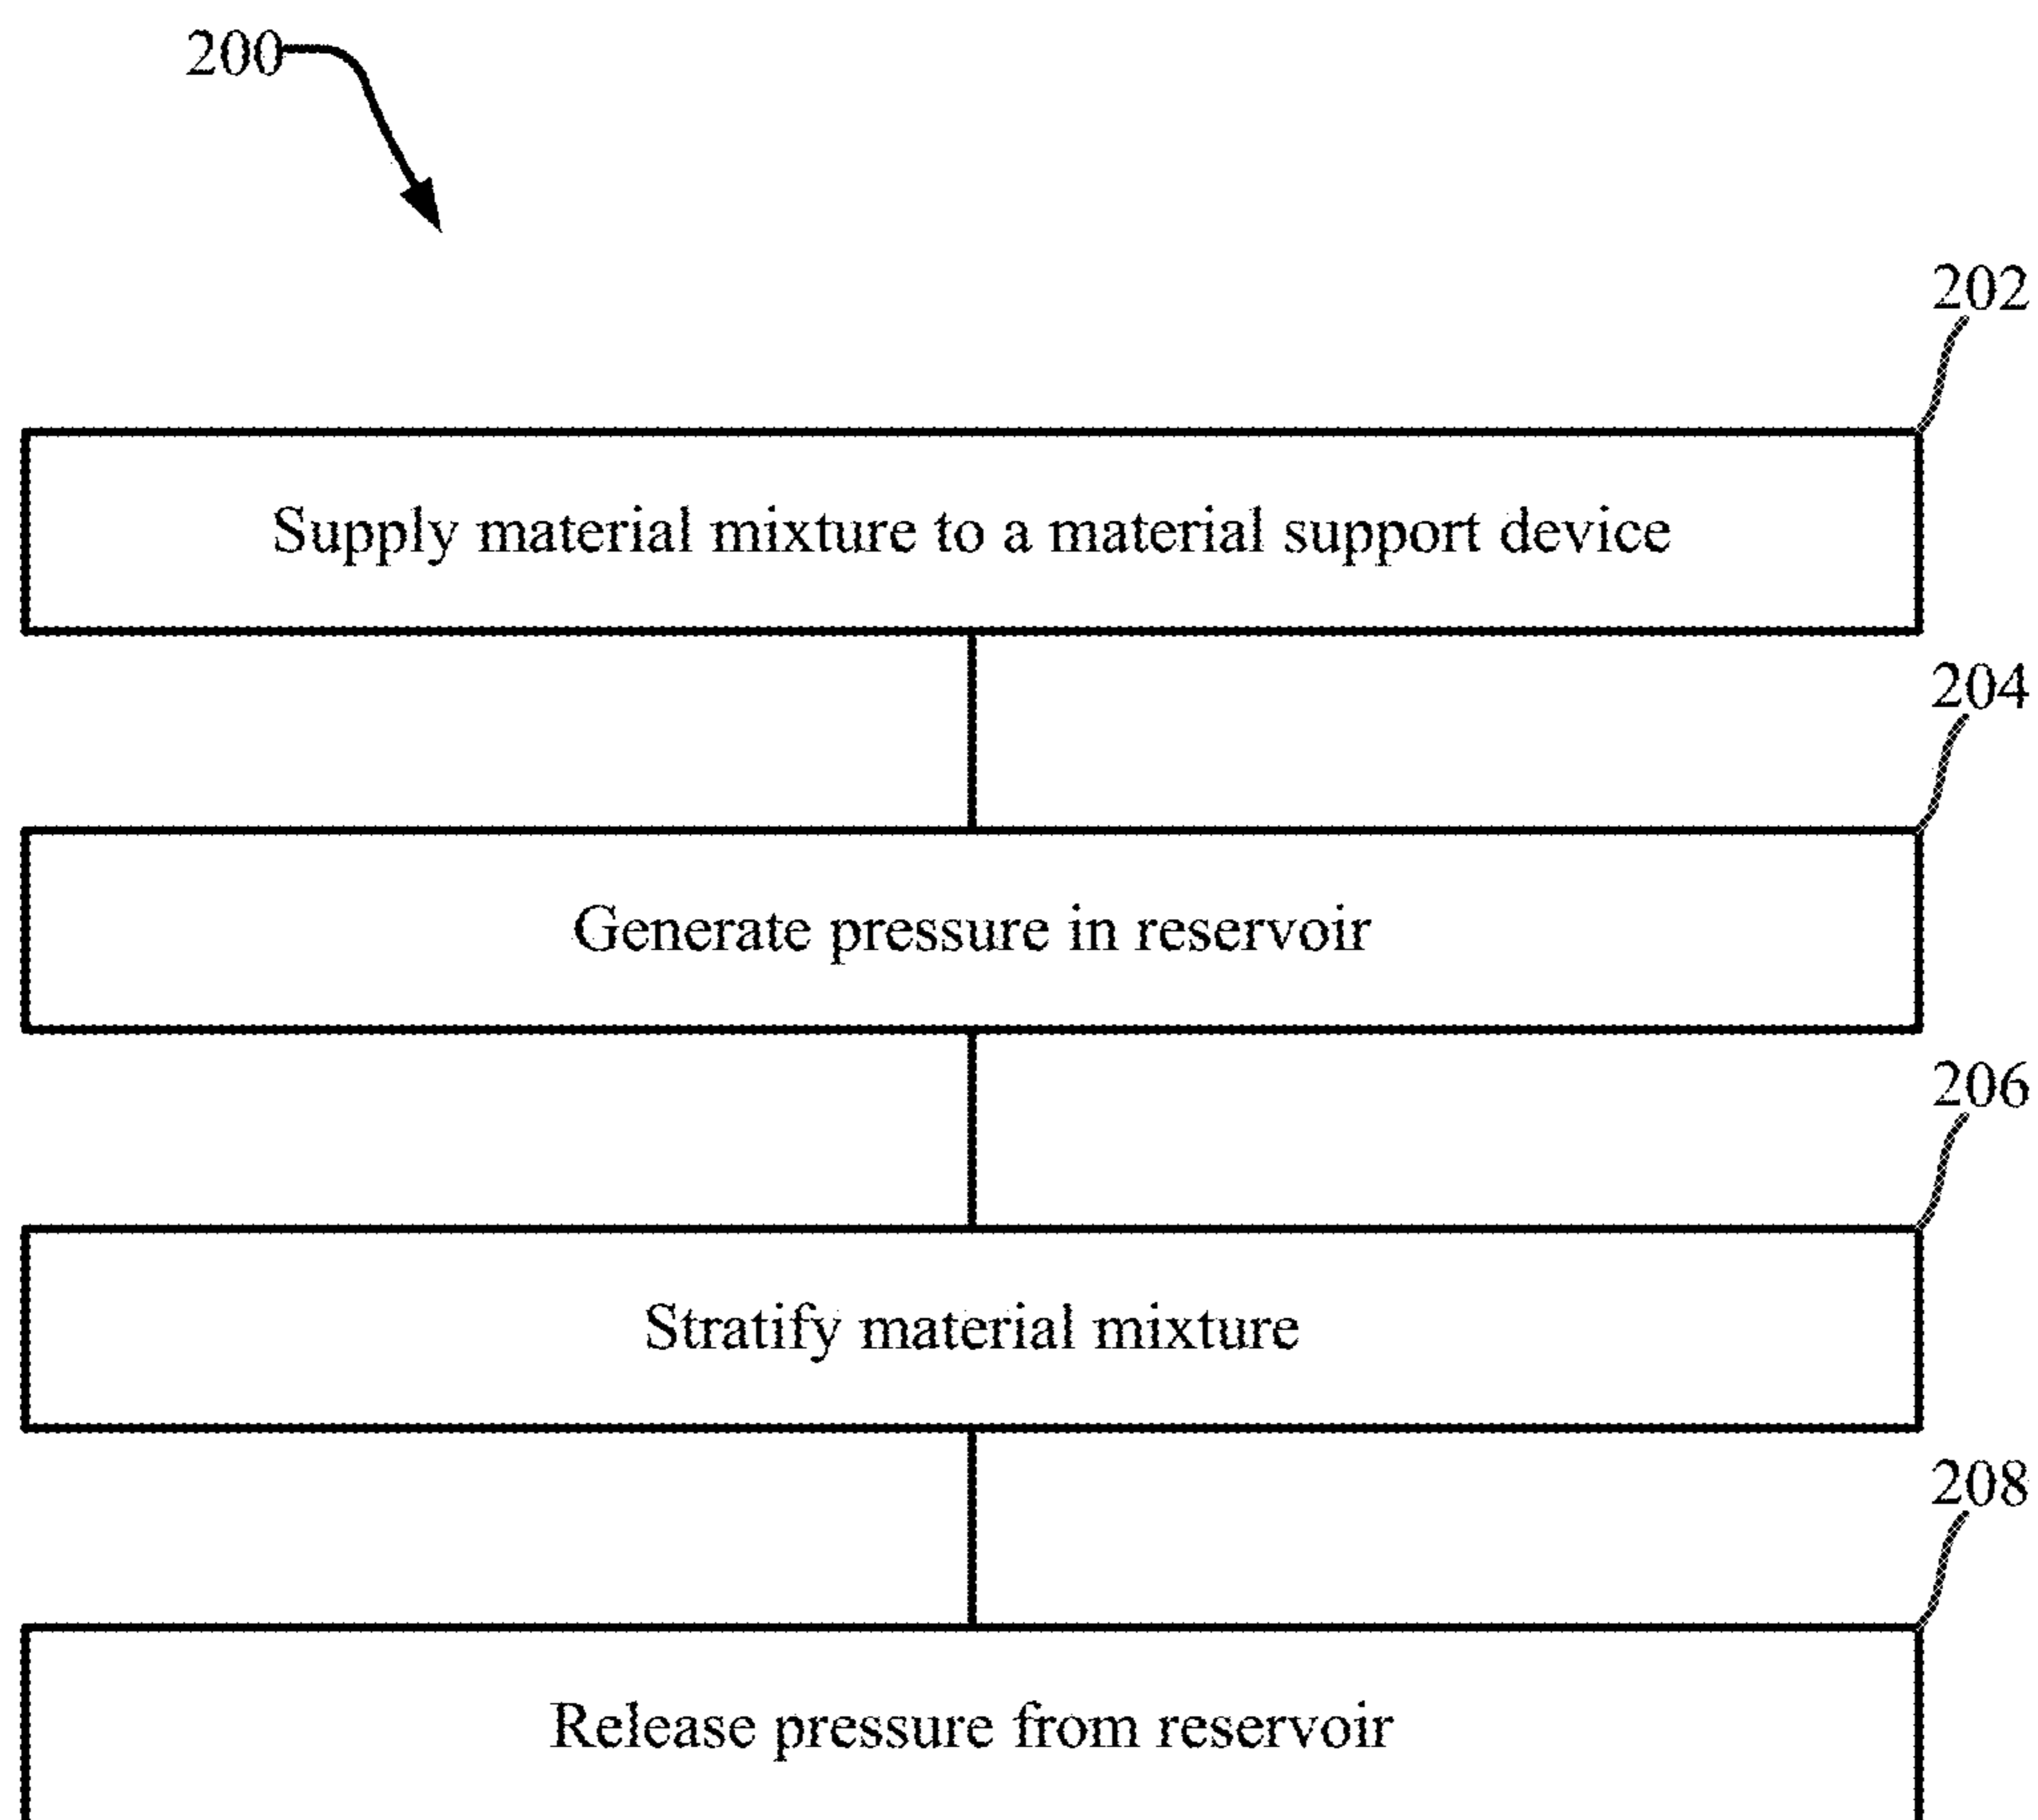 200
202
Supply material mixture to a material support device
204
Generate pressure in reservoir
206
Stratify material mixture
208
Release pressure from reservoir